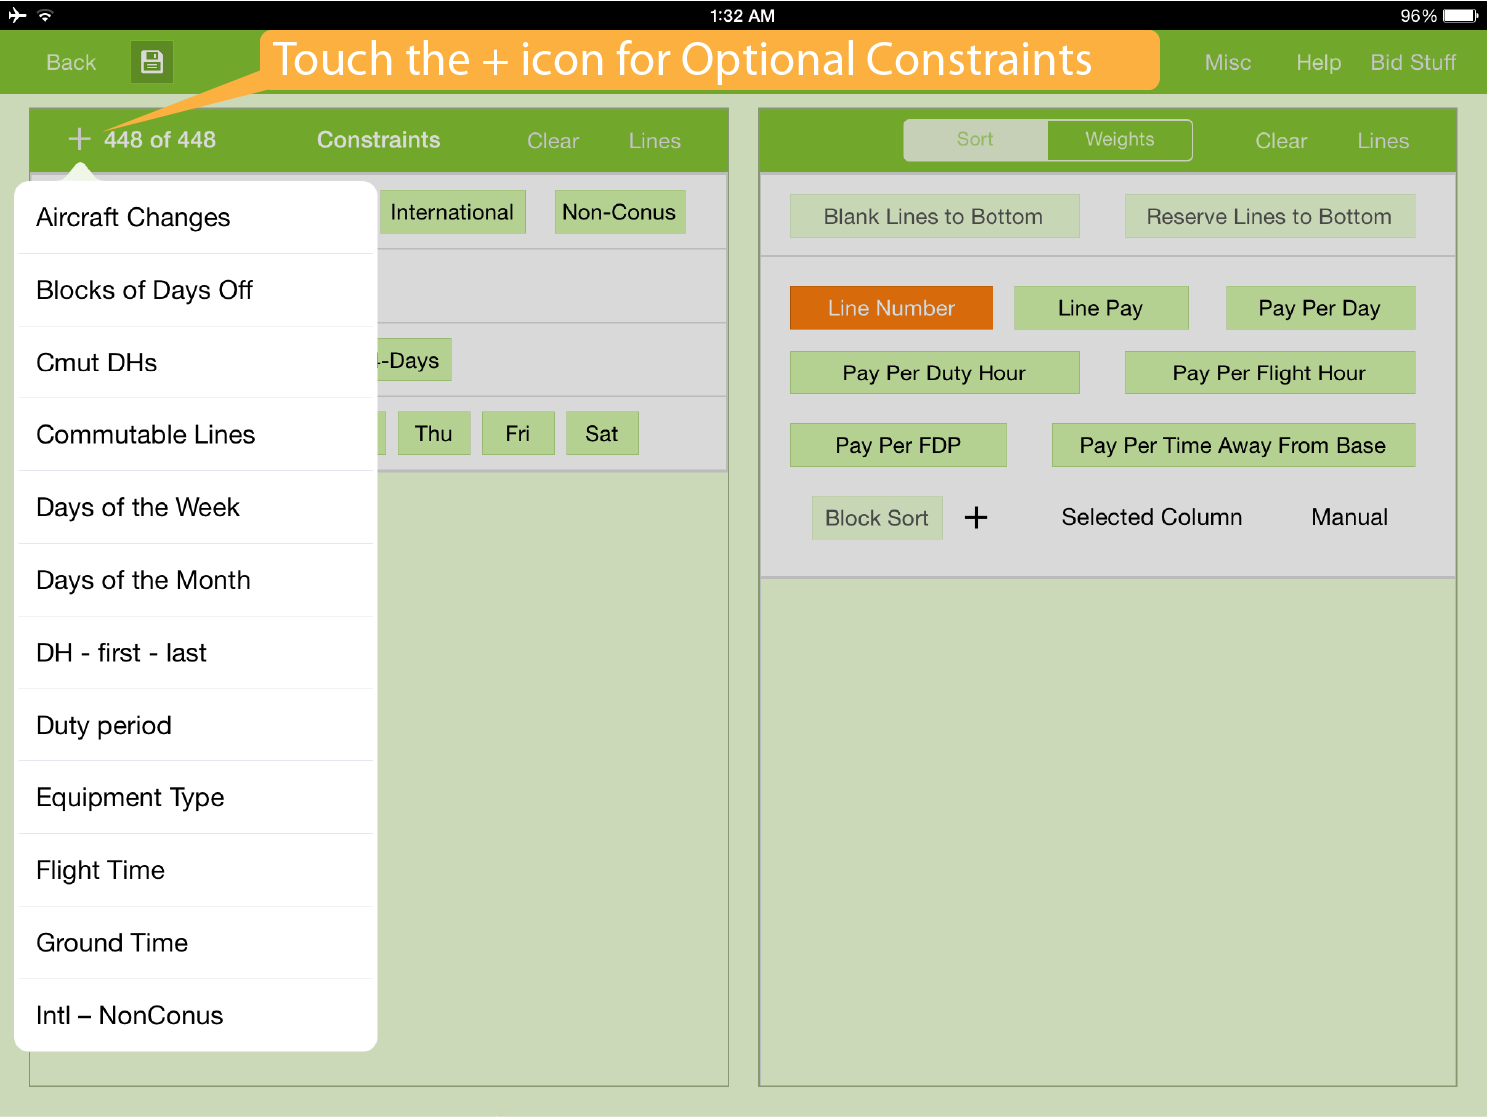 1:32 AM
96%
Back
Touch the + icon for Optional Constraints
Misc
Help
Bid Stuff
+ 448 of 448
Constraints
Clear
Lines
Sort
Weights
Clear
Lines
Aircraft Changes
Blocks of Days Off
Cmut DHs
Commutable Lines
Days of the Week
Days of the Month
DH - first - last
Duty period
Equipment Type
Flight Time
Ground Time
Intl – NonConus
International
Non-Conus
-Days
Thu
Fri
Sat
Blank Lines to Bottom
Reserve Lines to Bottom
Line Number
Line Pay
Pay Per Day
Pay Per Duty Hour
Pay Per Flight Hour
Pay Per FDP
Pay Per Time Away From Base
Block Sort
+
Selected Column
Manual